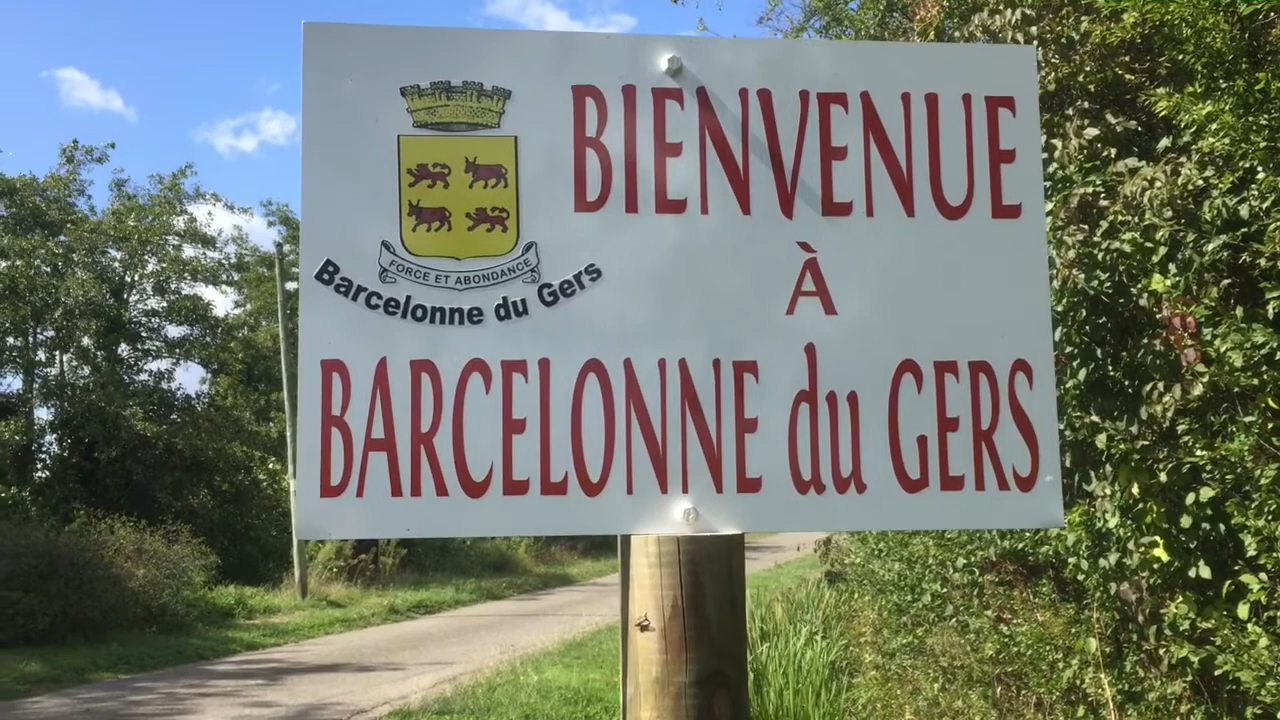 FORCE ET ABONDANCE
Barcelonne du Gers
BIENVENUE
À
BARCELONNE du GERS